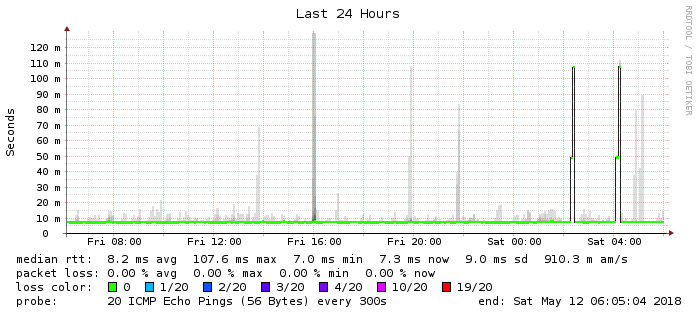 Last 24 Hours
RRDTOOL / TOBI OETIKER
Seconds
120 m
110 m
100 m
90 m
80 m
70 m
60 m
50 m
40 m
30 m
20 m
10 m
0
Fri 08:00 Fri 12:00 Fri 16:00 Fri 20:00 Sat 00:00 Sat 04:00
median rtt: 8.2 ms avg 107.6 ms max 7.0 ms min 7.3 ms now 9.0 ms sd 910.3 m am/s
packet loss: 0.00 % avg 0.00 % max 0.00 % min 0.00 % now
loss color: 0 1/20 2/20 3/20 4/20 10/20 19/20
probe: 20 ICMP Echo Pings (56 Bytes) every 300s end: Sat May 12 06:05:04 2018